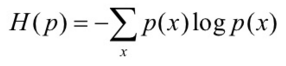 H(p) = −∑ₓ p(x) log p(x)